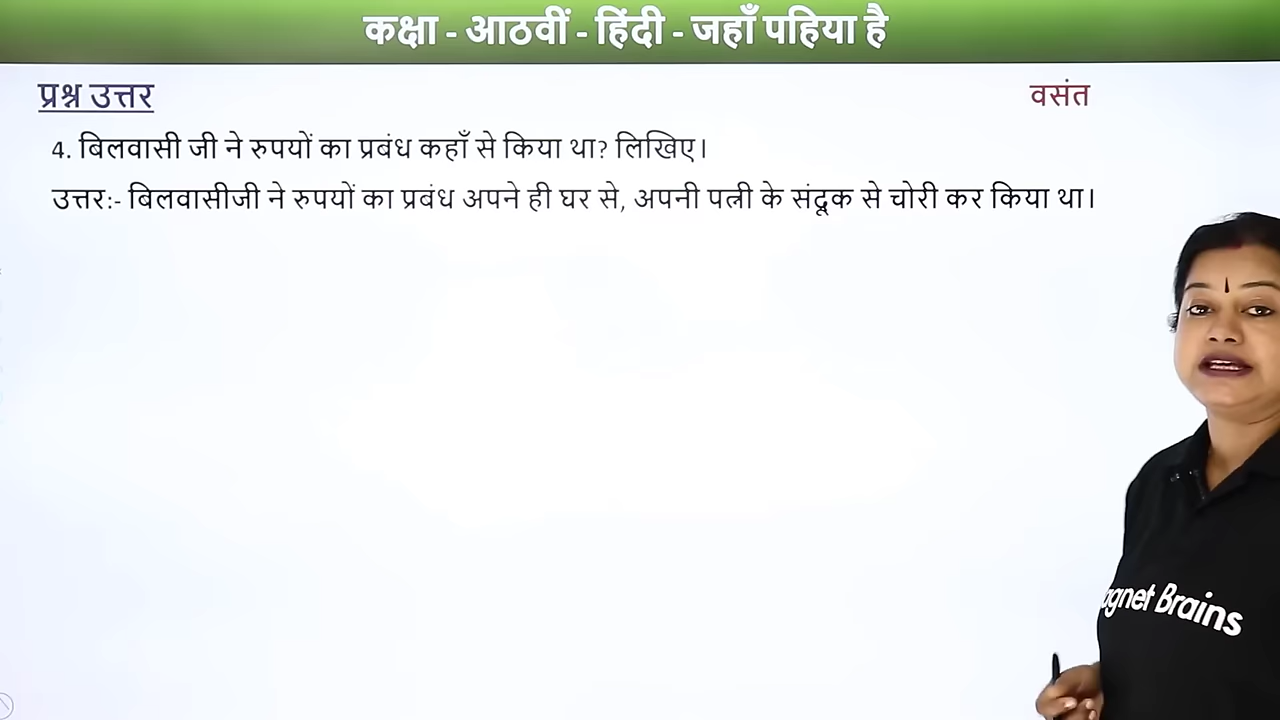 कक्षा - आठवीं - हिंदी - जहाँ पहिया है
प्रश्न उत्तर
वसंत
4. बिलवासी जी ने रुपयों का प्रबंध कहाँ से किया था? लिखिए।
उत्तर:- बिलवासीजी ने रुपयों का प्रबंध अपने ही घर से, अपनी पत्नी के संदूक से चोरी कर किया था।
agnet Brains